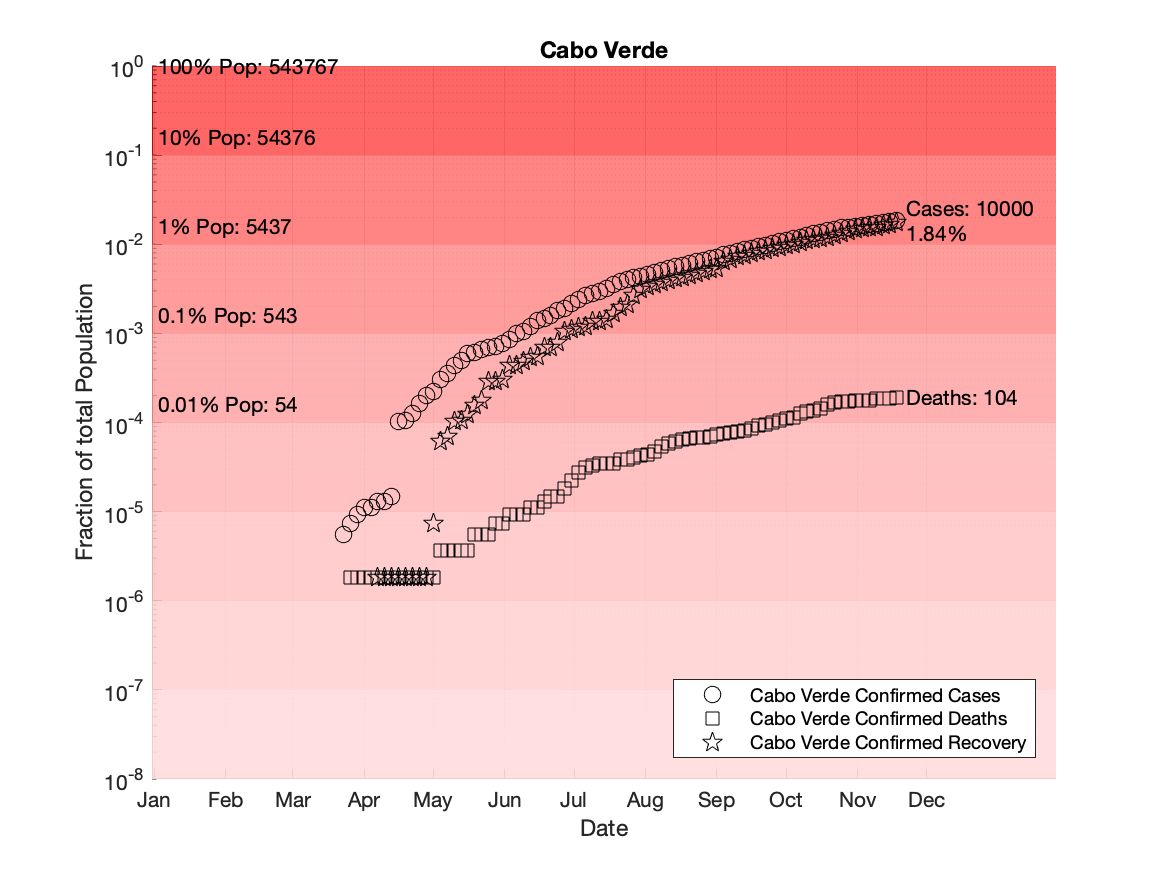 Cabo Verde
10^0
10^-1
10^-2
10^-3
10^-4
10^-5
10^-6
10^-7
10^-8
Fraction of total Population
100% Pop: 543767
10% Pop: 54376
1% Pop: 5437
0.1% Pop: 543
0.01% Pop: 54
Cases: 10000
1.84%
Deaths: 104
Cabo Verde Confirmed Cases
Cabo Verde Confirmed Deaths
Cabo Verde Confirmed Recovery
Jan Feb Mar Apr May Jun Jul Aug Sep Oct Nov Dec
Date